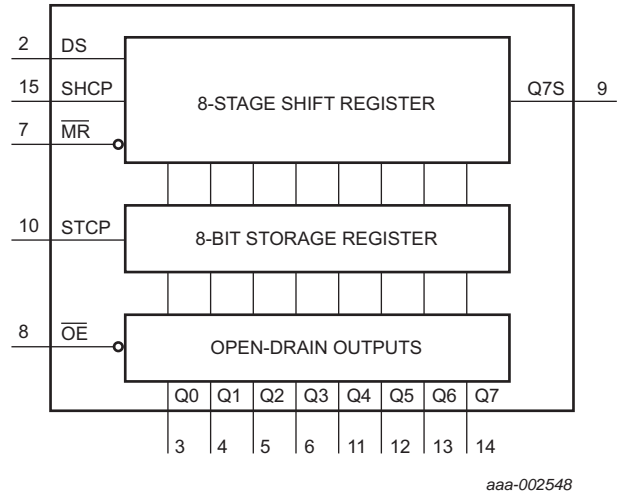 2 DS
15 SHCP
7 MR
8-STAGE SHIFT REGISTER
Q7S 9
10 STCP
8-BIT STORAGE REGISTER
8 OE
OPEN-DRAIN OUTPUTS
Q0 Q1 Q2 Q3 Q4 Q5 Q6 Q7
3 4 5 6 11 12 13 14
aaa-002548